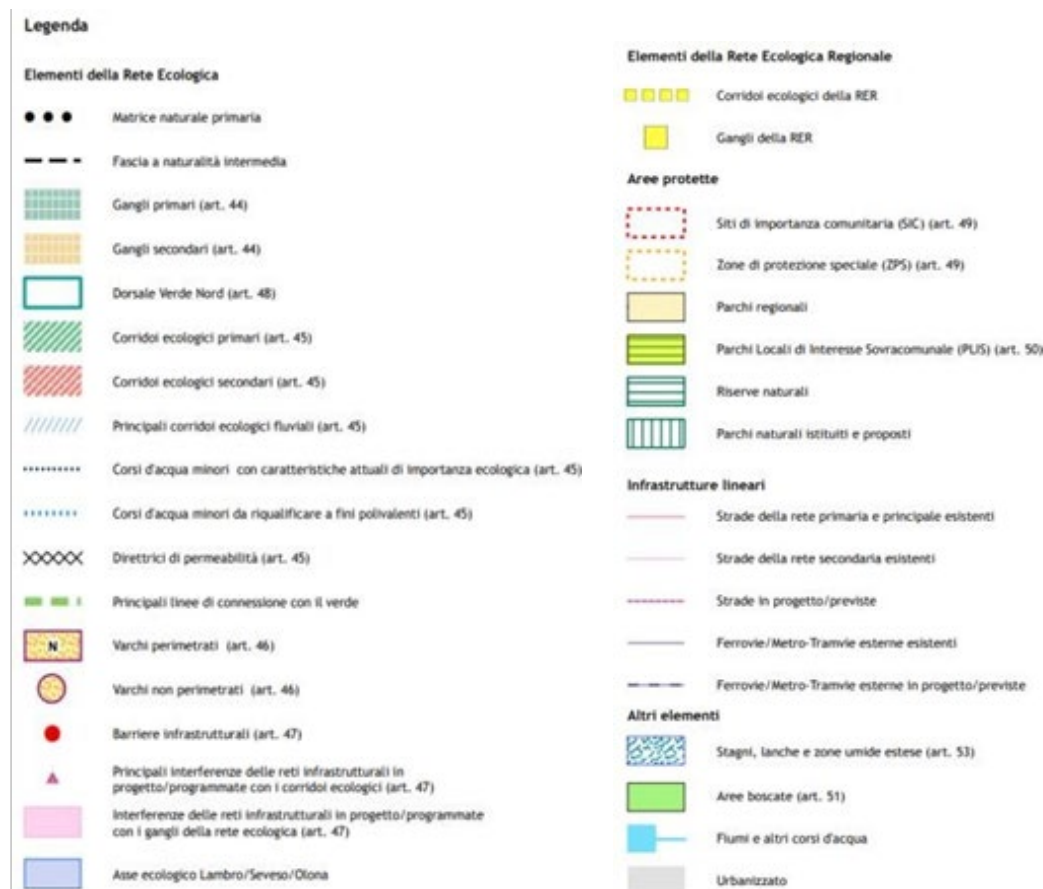 Legenda
Elementi della Rete Ecologica
Matrice naturale primaria
Fascia a naturalità intermedia
Gangli primari (art. 44)
Gangli secondari (art. 44)
Dorsale Verde Nord (art. 48)
Corridoi ecologici primari (art. 45)
Corridoi ecologici secondari (art. 45)
Principali corridoi ecologici fluviali (art. 45)
Corsi d'acqua minori con caratteristiche attuali di importanza ecologica (art. 45)
Corsi d'acqua minori da riqualificare a fini polivalenti (art. 45)
Direttrici di permeabilità (art. 45)
Principali linee di connessione con il verde
N
Varchi perimetrati (art. 46)
Varchi non perimetrati (art. 46)
Barriere infrastrutturali (art. 47)
Principali interferenze delle reti infrastrutturali in
progetto/programmate con i corridoi ecologici (art. 47)
Interferenze delle reti infrastrutturali in progetto/programmate
con i gangli della rete ecologica (art. 47)
Asse ecologico Lambro/Seveso/Olona
Elementi della Rete Ecologica Regionale
Corridoi ecologici della RER
Gangli della RER
Aree protette
Siti di importanza comunitaria (SIC) (art. 49)
Zone di protezione speciale (ZPS) (art. 49)
Parchi regionali
Parchi Locali di Interesse Sovracomunale (PLIS) (art. 50)
Riserve naturali
Parchi naturali istituiti e proposti
Infrastrutture lineari
Strade della rete primaria e principale esistenti
Strade della rete secondaria esistenti
Strade in progetto/previste
Ferrovie/Metro-Tramvie esterne esistenti
Ferrovie/Metro-Tramvie esterne in progetto/previste
Altri elementi
Stagni, lanche e zone umide estese (art. 53)
Aree boscate (art. 51)
Fiumi e altri corsi d'acqua
Urbanizzato